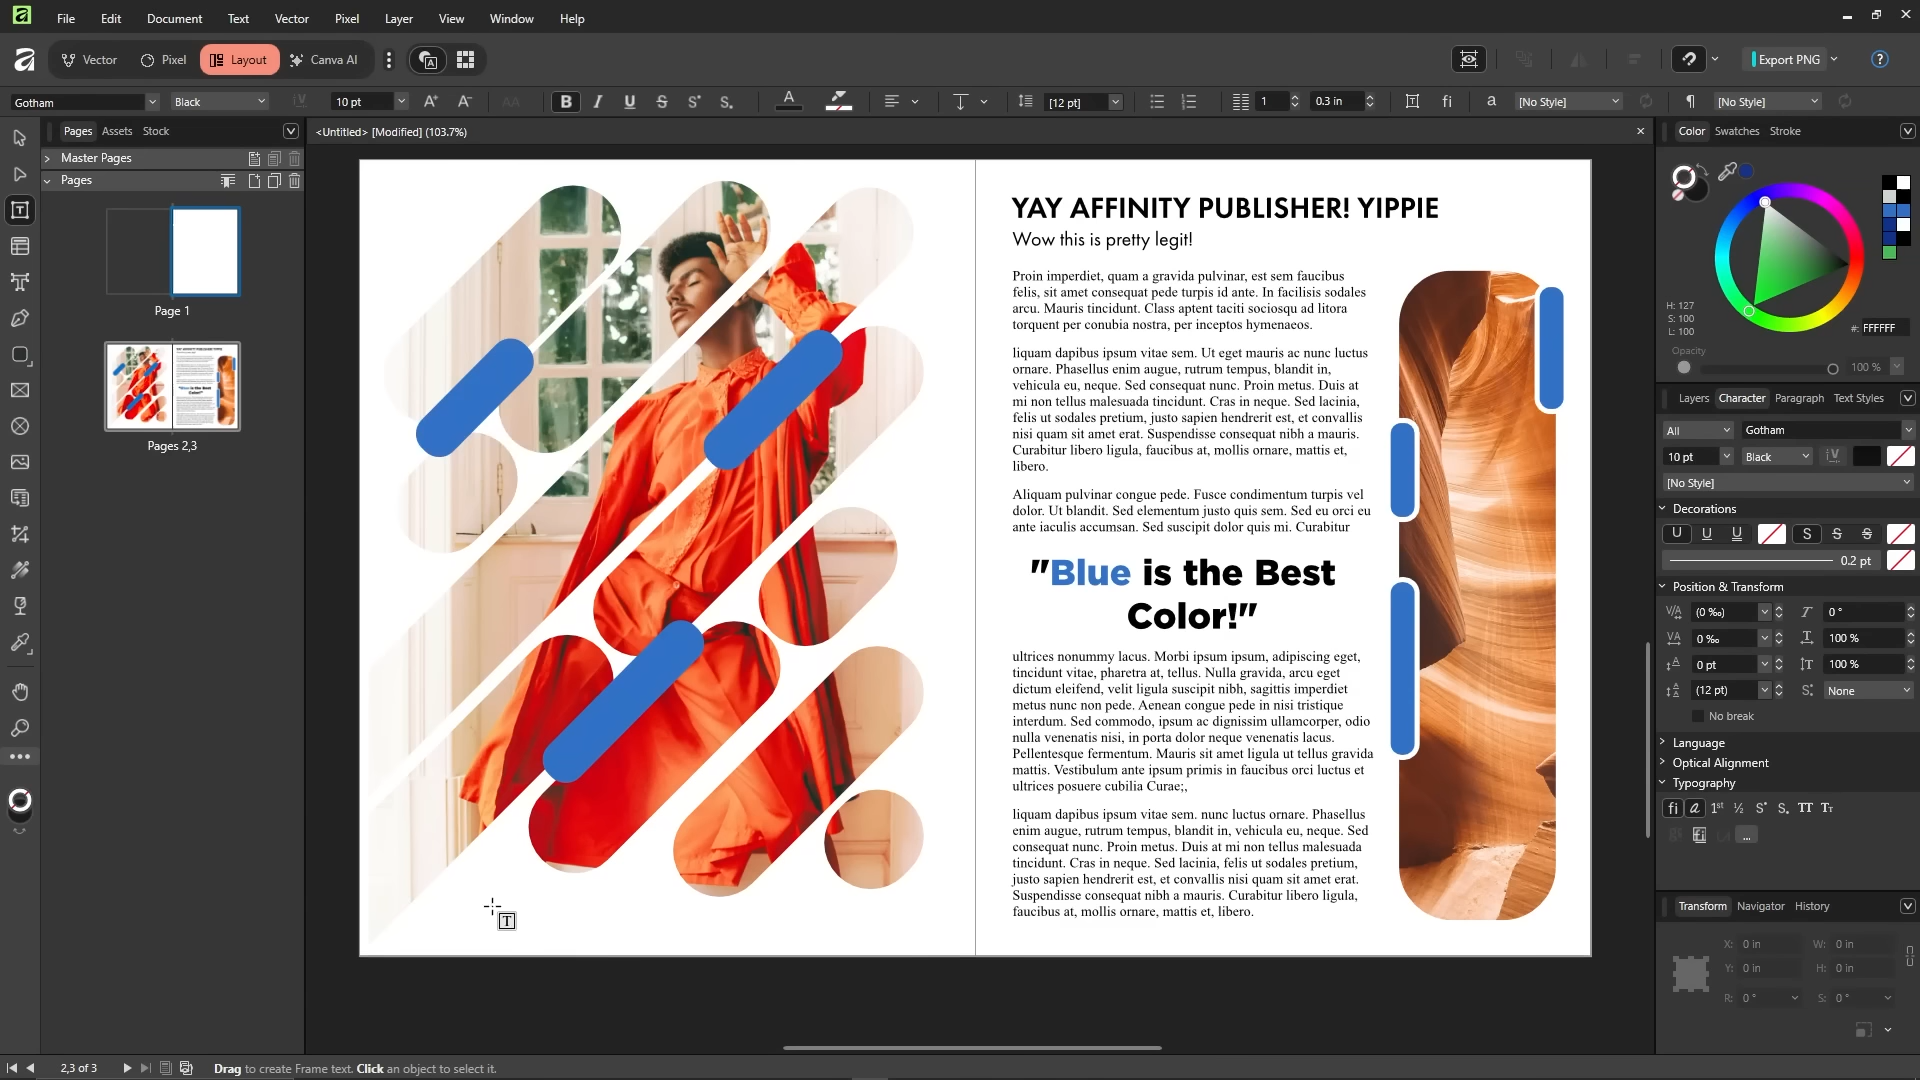 File Edit Document Text Vector Pixel Layer View Window Help
Vector Pixel Layout Canva AI Export PNG ?
Gotham Black 10 pt B I U S [12 pt] 1 0.3 in fi a [No Style] ¶ [No Style]
Pages Assets Stock
<Untitled> [Modified] (103.7%)
Master Pages
Pages
Page 1
Pages 2,3
YAY AFFINITY PUBLISHER! YIPPIE
Wow this is pretty legit!
Proin imperdiet, quam a gravida pulvinar, est sem faucibus
felis, sit amet consequat pede turpis id ante. In facilisis sodales
arcu. Mauris tincidunt. Class aptent taciti sociosqu ad litora
torquent per conubia nostra, per inceptos hymenaeos.
liquam dapibus ipsum vitae sem. Ut eget mauris ac nunc luctus
ornare. Phasellus enim augue, rutrum tempus, blandit in,
vehicula eu, neque. Sed consequat nunc. Proin metus. Duis at
mi non tellus malesuada tincidunt. Cras in neque. Sed lacinia,
felis ut sodales pretium, justo sapien hendrerit est, et convallis
nisi quam sit amet erat. Suspendisse consequat nibh a mauris.
Curabitur libero ligula, faucibus at, mollis ornare, mattis et,
libero.
Aliquam pulvinar congue pede. Fusce condimentum turpis vel
dolor. Ut blandit. Sed elementum justo quis sem. Sed eu orci eu
ante iaculis accumsan. Sed suscipit dolor quis mi. Curabitur
"Blue is the Best
Color!"
ultrices nonummy lacus. Morbi ipsum ipsum, adipiscing eget,
tincidunt vitae, pharetra at, tellus. Nulla gravida, arcu eget
dictum eleifend, velit ligula suscipit nibh, sagittis imperdiet
metus nunc non pede. Aenean congue pede in nisi tristique
interdum. Sed commodo, ipsum ac dignissim ullamcorper, odio
nulla venenatis nisi, in porta dolor neque venenatis lacus.
Pellentesque fermentum. Mauris sit amet ligula ut tellus gravida
mattis. Vestibulum ante ipsum primis in faucibus orci luctus et
ultrices posuere cubilia Curae;,
liquam dapibus ipsum vitae sem. nunc luctus ornare. Phasellus
enim augue, rutrum tempus, blandit in, vehicula eu, neque. Sed
consequat nunc. Proin metus. Duis at mi non tellus malesuada
tincidunt. Cras in neque. Sed lacinia, felis ut sodales pretium,
justo sapien hendrerit est, et convallis nisi quam sit amet erat.
Suspendisse consequat nibh a mauris. Curabitur libero ligula,
faucibus at, mollis ornare, mattis et, libero.
Color Swatches Stroke
H: 127
S: 100
L: 100
#: FFFFFF
Opacity
100 %
Layers Character Paragraph Text Styles
All Gotham
10 pt Black
[No Style]
Decorations
U U U S S S
0.2 pt
Position & Transform
(0 ‰) 0 °
0 ‰ 100 %
0 pt 100 %
(12 pt) None
No break
Language
Optical Alignment
Typography
fi a 1st ½ S S TT Tt
fi ...
Transform Navigator History
X: 0 in W: 0 in
Y: 0 in H: 0 in
R: 0 ° S: 0 °
2,3 of 3 Drag to create Frame text. Click an object to select it.